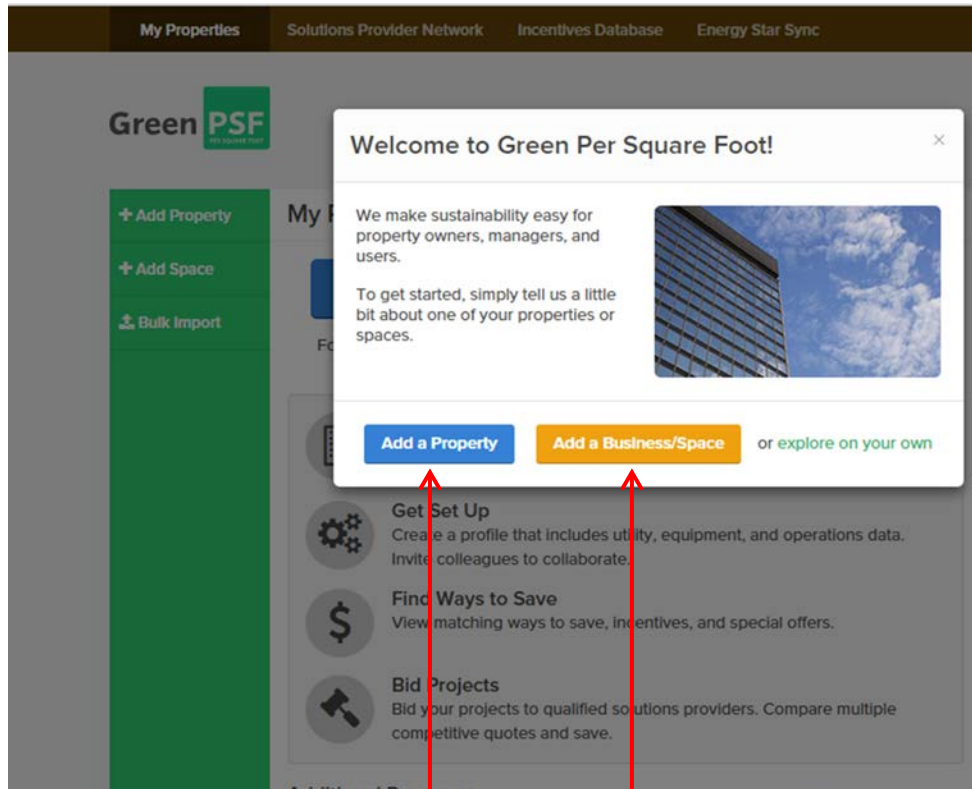 My Properties Solutions Provider Network Incentives Database Energy Star Sync
Green PSF
PER SQUARE FOOT
Welcome to Green Per Square Foot!
×
+ Add Property
+ Add Space
Bulk Import
My
We make sustainability easy for
property owners, managers, and
users.
To get started, simply tell us a little
bit about one of your properties or
spaces.
Fo
Add a Property Add a Business/Space or explore on your own
Get Set Up
Create a profile that includes utility, equipment, and operations data.
Invite colleagues to collaborate.
$
Find Ways to Save
View matching ways to save, incentives, and special offers.
Bid Projects
Bid your projects to qualified solutions providers. Compare multiple
competitive quotes and save.